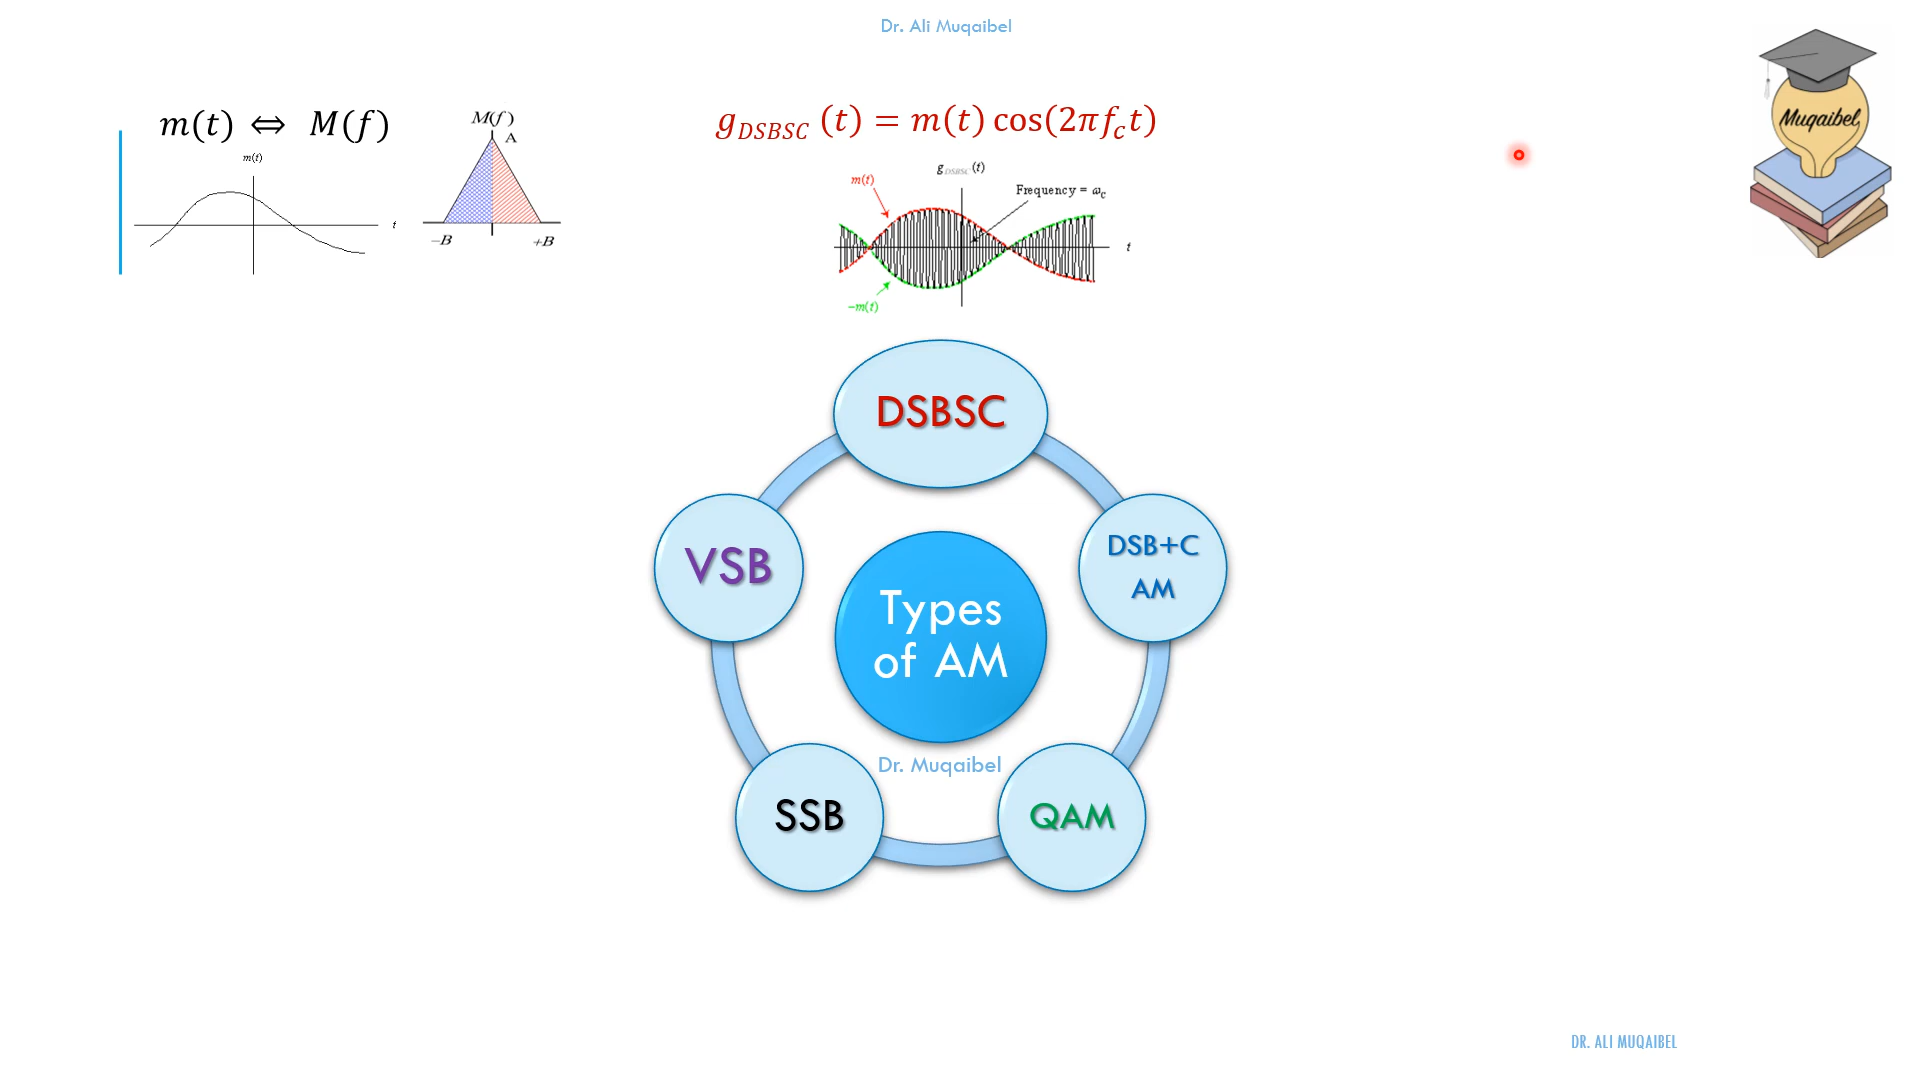 Dr. Ali Muqaibel
m(t) ⇔ M(f)
m(t)
t
M(f)
A
−B
+B
g_DSBSC (t) = m(t) cos(2πf_c t)
g_DSBSC(t)
m(t)
Frequency = ω_c
t
−m(t)
Muqaibel
DSBSC
VSB
DSB+C
AM
Types
of AM
Dr. Muqaibel
SSB
QAM
DR. ALI MUQAIBEL